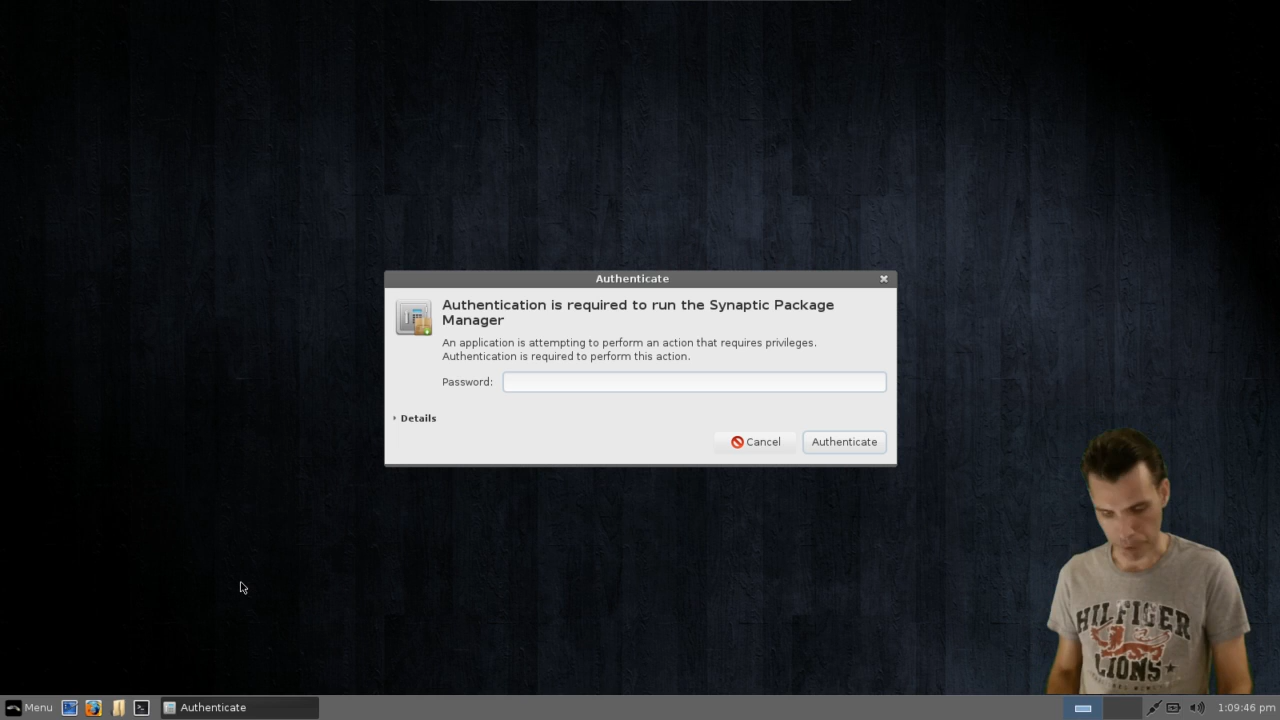 Authenticate
Authentication is required to run the Synaptic Package
Manager
An application is attempting to perform an action that requires privileges.
Authentication is required to perform this action.
Password:
Details
Cancel
Authenticate
HILFIGER
LIONS
Menu
Authenticate
1:09:46 pm